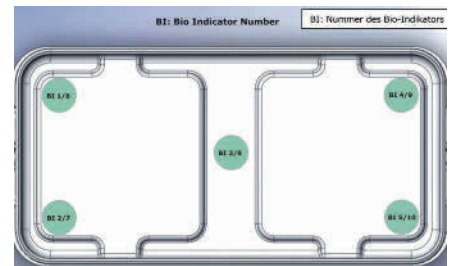 BI: Bio Indicator Number
BI: Nummer des Bio-Indikators
BI 1/6
BI 4/9
BI 3/8
BI 2/7
BI 5/10